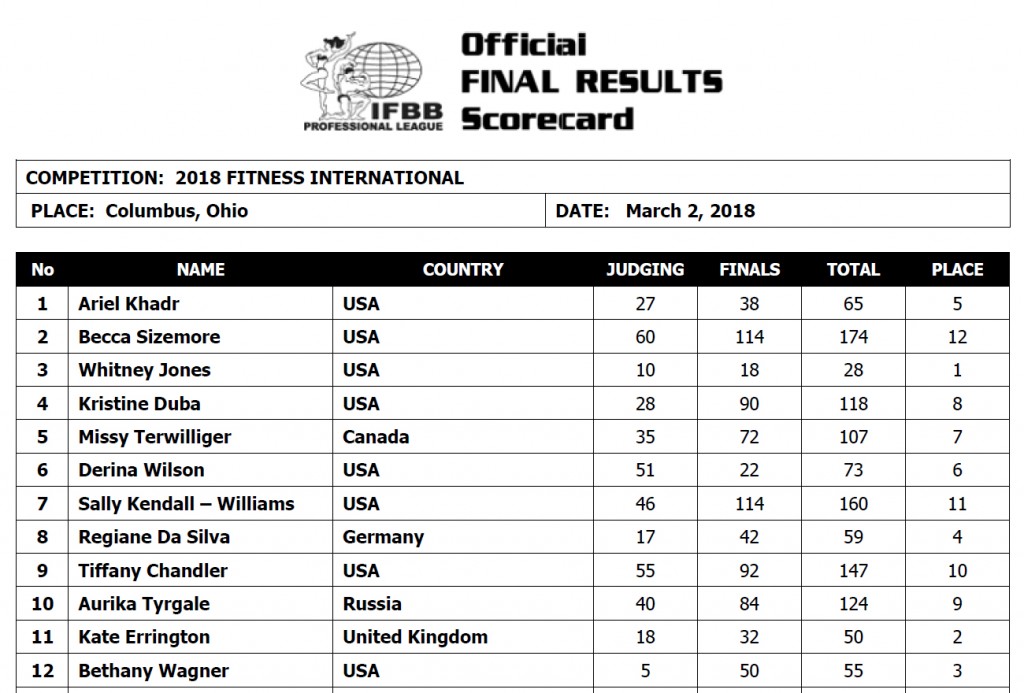 Official
FINAL RESULTS
Scorecard
IFBB
PROFESSIONAL LEAGUE
COMPETITION: 2018 FITNESS INTERNATIONAL
PLACE: Columbus, Ohio DATE: March 2, 2018
No NAME COUNTRY JUDGING FINALS TOTAL PLACE
1 Ariel Khadr USA 27 38 65 5
2 Becca Sizemore USA 60 114 174 12
3 Whitney Jones USA 10 18 28 1
4 Kristine Duba USA 28 90 118 8
5 Missy Terwilliger Canada 35 72 107 7
6 Derina Wilson USA 51 22 73 6
7 Sally Kendall – Williams USA 46 114 160 11
8 Regiane Da Silva Germany 17 42 59 4
9 Tiffany Chandler USA 55 92 147 10
10 Aurika Tyrgale Russia 40 84 124 9
11 Kate Errington United Kingdom 18 32 50 2
12 Bethany Wagner USA 5 50 55 3